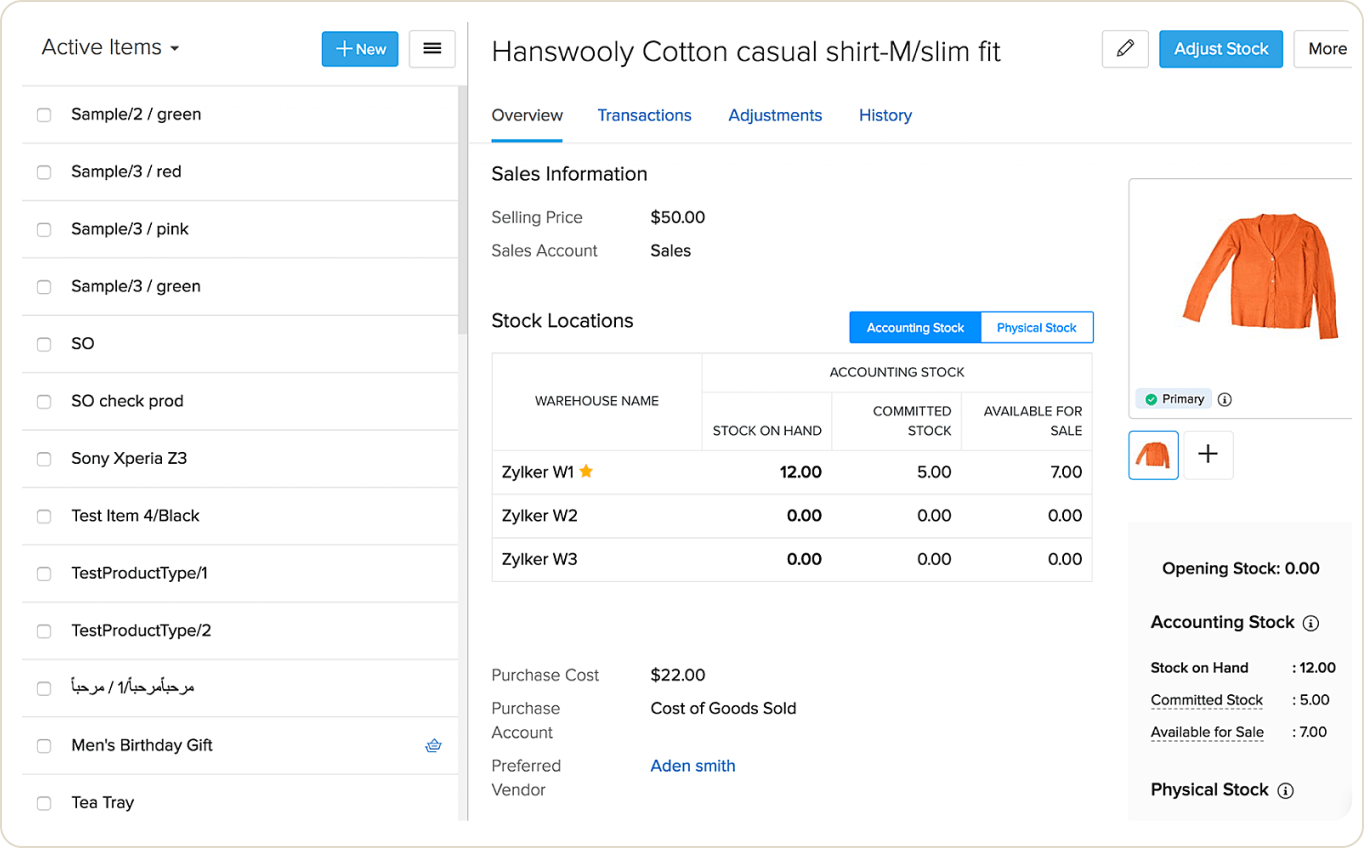 Active Items
New
Sample/2 / green
Sample/3 / red
Sample/3 / pink
Sample/3 / green
SO
SO check prod
Sony Xperia Z3
Test Item 4/Black
TestProductType/1
TestProductType/2
مرحباًمرحباً/1 / مرحباً
Men's Birthday Gift
Tea Tray
Hanswooly Cotton casual shirt-M/slim fit
Adjust Stock
More
Overview
Transactions
Adjustments
History
Sales Information
Selling Price $50.00
Sales Account Sales
Stock Locations
Accounting Stock
Physical Stock
WAREHOUSE NAME
ACCOUNTING STOCK
STOCK ON HAND
COMMITTED
STOCK
AVAILABLE FOR
SALE
Zylker W1 12.00 5.00 7.00
Zylker W2 0.00 0.00 0.00
Zylker W3 0.00 0.00 0.00
Purchase Cost $22.00
Purchase
Account
Cost of Goods Sold
Preferred
Vendor
Aden smith
Primary
Opening Stock: 0.00
Accounting Stock
Stock on Hand : 12.00
Committed Stock : 5.00
Available for Sale : 7.00
Physical Stock